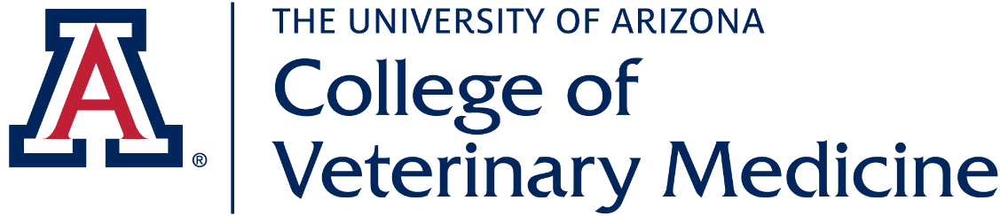 A®
THE UNIVERSITY OF ARIZONA
College of
Veterinary Medicine